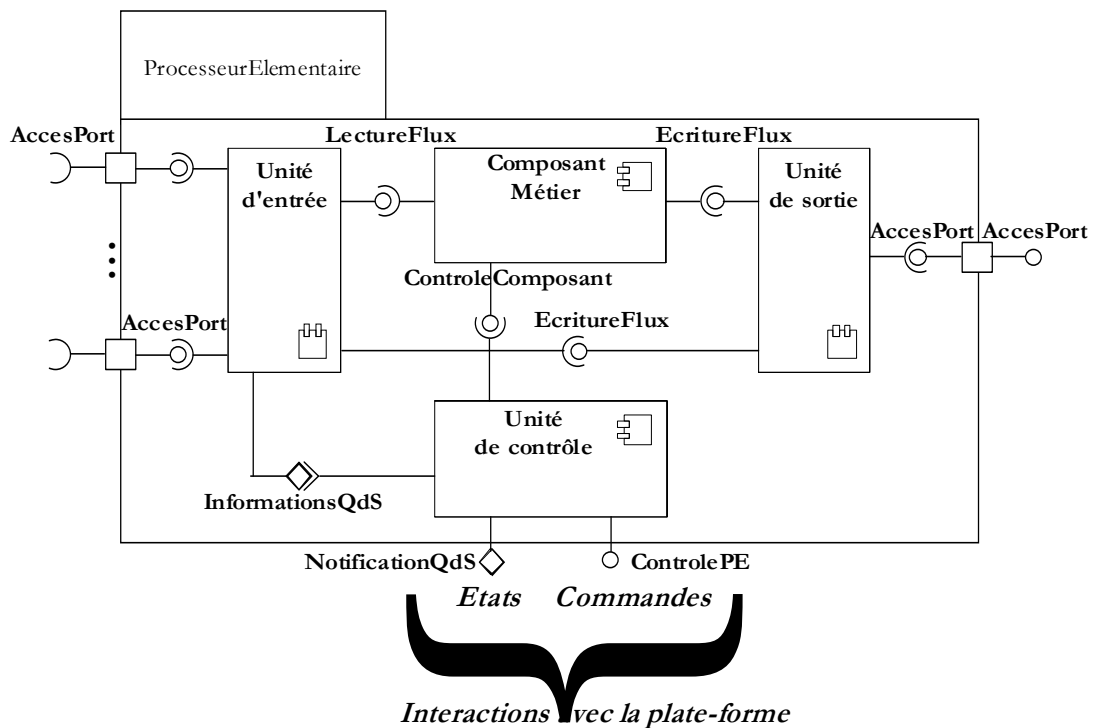 ProcesseurElementaire
AccesPort
LectureFlux
EcritureFlux
Unité
d'entrée
Composant
Métier
Unité
de sortie
AccesPort
AccesPort
ControleComposant
AccesPort
EcritureFlux
Unité
de contrôle
InformationsQdS
NotificationQdS
ControlePE
Etats
Commandes
Interactions avec la plate-forme